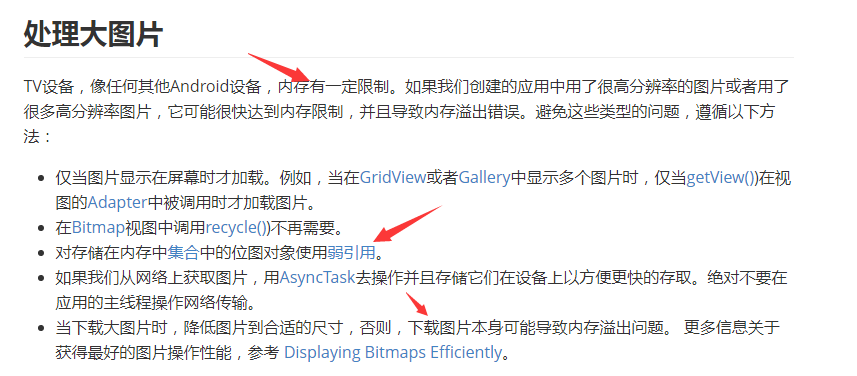 处理大图片
TV设备，像任何其他Android设备，内存有一定限制。如果我们创建的应用中用了很高分辨率的图片或者用了
很多高分辨率图片，它可能很快达到内存限制，并且导致内存溢出错误。避免这些类型的问题，遵循以下方
法：
• 仅当图片显示在屏幕时才加载。例如，当在GridView或者Gallery中显示多个图片时，仅当getView())在视
图的Adapter中被调用时才加载图片。
• 在Bitmap视图中调用recycle())不再需要。
• 对存储在内存中集合中的位图对象使用弱引用。
• 如果我们从网络上获取图片，用AsyncTask去操作并且存储它们在设备上以方便更快的存取。绝对不要在
应用的主线程操作网络传输。
• 当下载大图片时，降低图片到合适的尺寸，否则，下载图片本身可能导致内存溢出问题。 更多信息关于
获得最好的图片操作性能，参考 Displaying Bitmaps Efficiently。